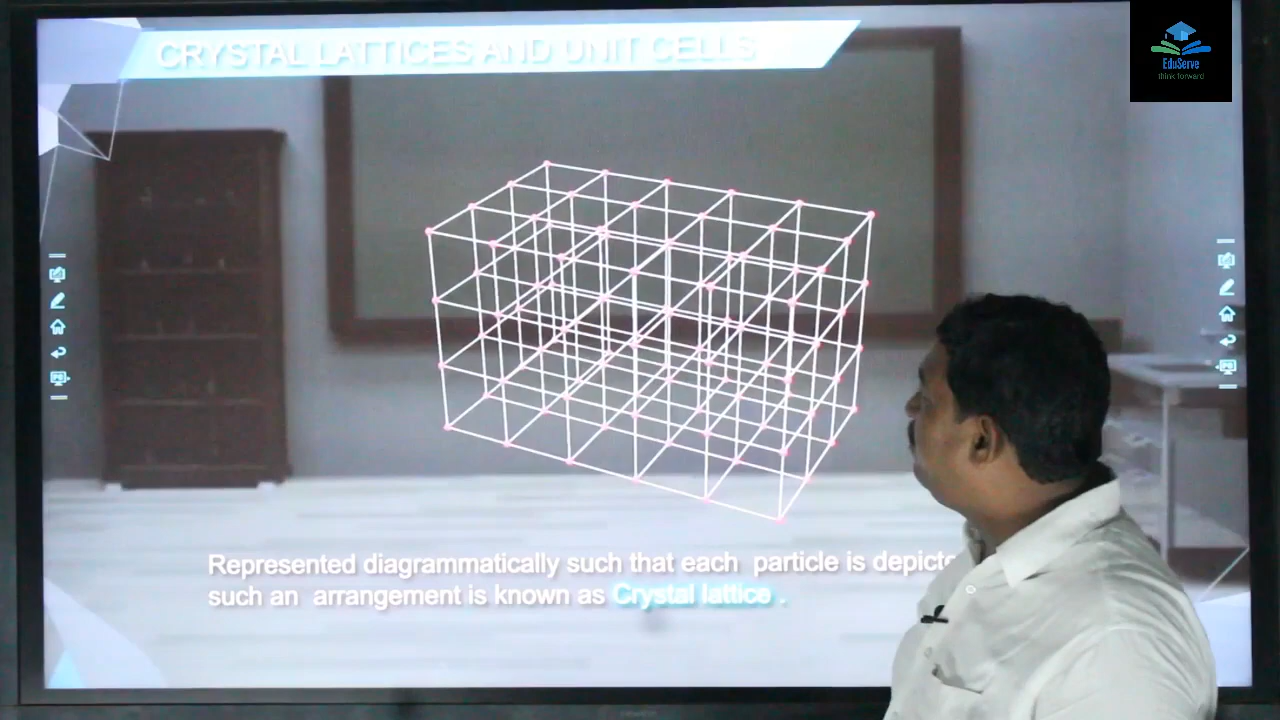 CRYSTAL LATTICES AND UNIT CELLS
EduServe
think forward
Represented diagrammatically such that each particle is
such an arrangement is known as Crystal lattice .